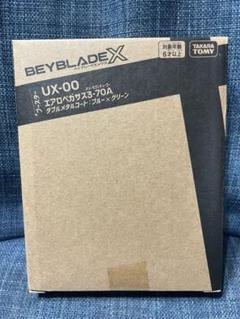 BEYBLADE X
対象年齢
6才以上
TAKARA
TOMY
UX-00
エアロペガサス3-70A
ダブルメタルコート:ブルー×グリーン